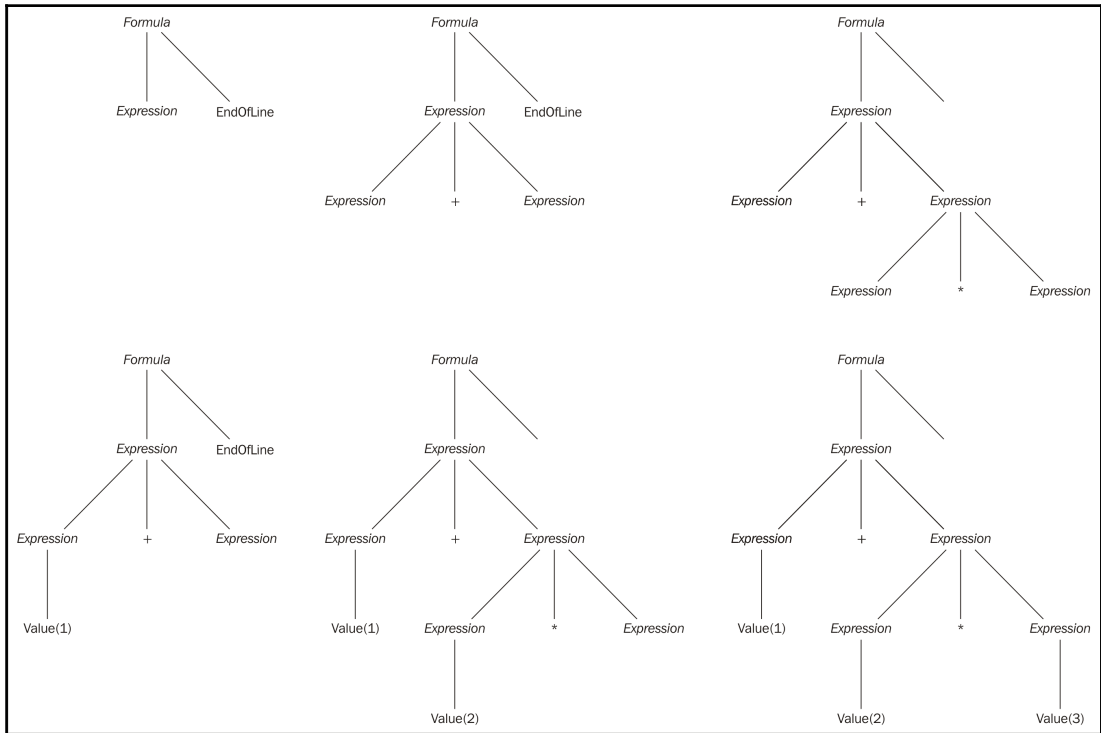 Formula Formula Formula
Expression EndOfLine Expression EndOfLine Expression
Expression + Expression Expression + Expression
Expression * Expression
Formula Formula Formula
Expression EndOfLine Expression Expression
Expression + Expression Expression + Expression Expression + Expression
Value(1) Value(1) Expression * Expression Value(1) Expression * Expression
Value(2) Value(2) Value(3)